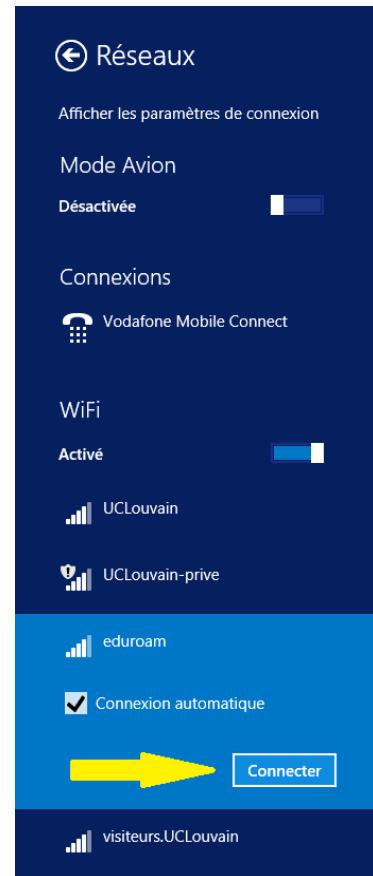 Réseaux
Afficher les paramètres de connexion
Mode Avion
Désactivée
Connexions
Vodafone Mobile Connect
WiFi
Activé
UCLouvain
UCLouvain-prive
eduroam
Connexion automatique
Connecter
visiteurs.UCLouvain